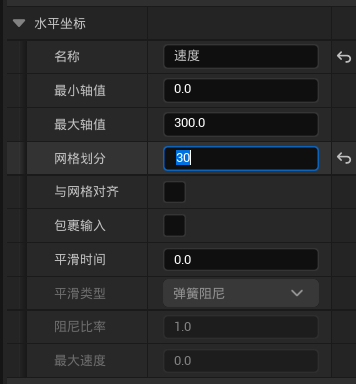 水平坐标
名称 速度
最小轴值 0.0
最大轴值 300.0
网格划分 30
与网格对齐
包裹输入
平滑时间 0.0
平滑类型 弹簧阻尼
阻尼比率 1.0
最大速度 0.0